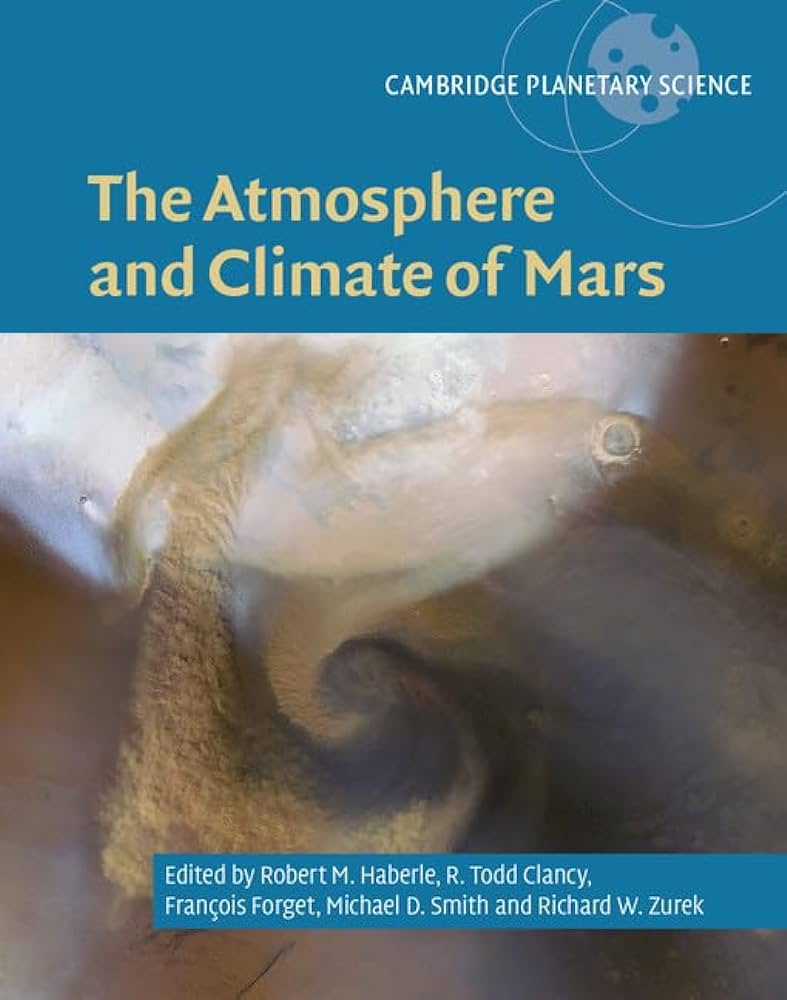 CAMBRIDGE PLANETARY SCIENCE
The Atmosphere
and Climate of Mars
Edited by Robert M. Haberle, R. Todd Clancy,
François Forget, Michael D. Smith and Richard W. Zurek